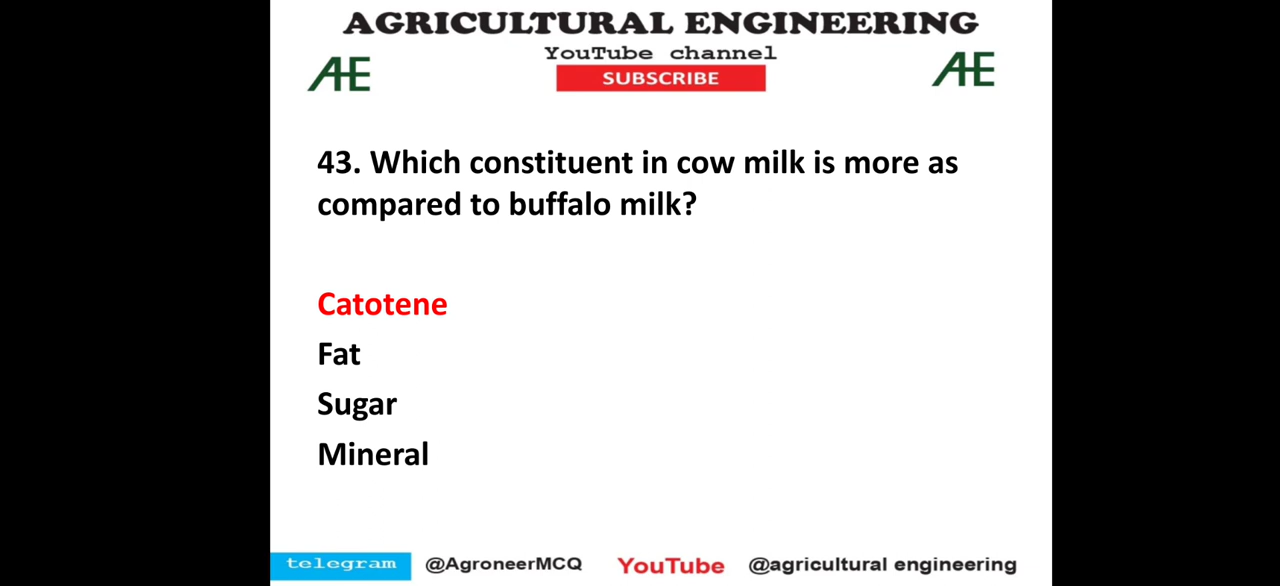 AGRICULTURAL ENGINEERING
YouTube channel
AE SUBSCRIBE AE
43. Which constituent in cow milk is more as
compared to buffalo milk?
Catotene
Fat
Sugar
Mineral
telegram @AgroneerMCQ YouTube @agricultural engineering